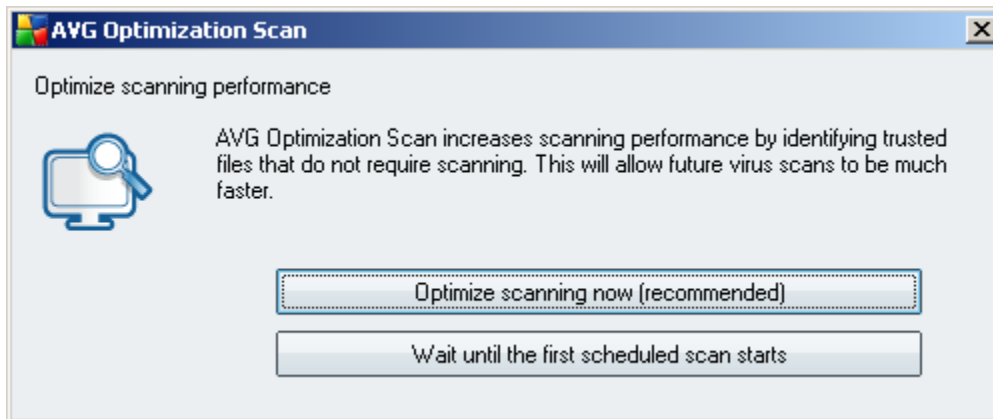 AVG Optimization Scan
Optimize scanning performance
AVG Optimization Scan increases scanning performance by identifying trusted
files that do not require scanning. This will allow future virus scans to be much
faster.
Optimize scanning now (recommended)
Wait until the first scheduled scan starts